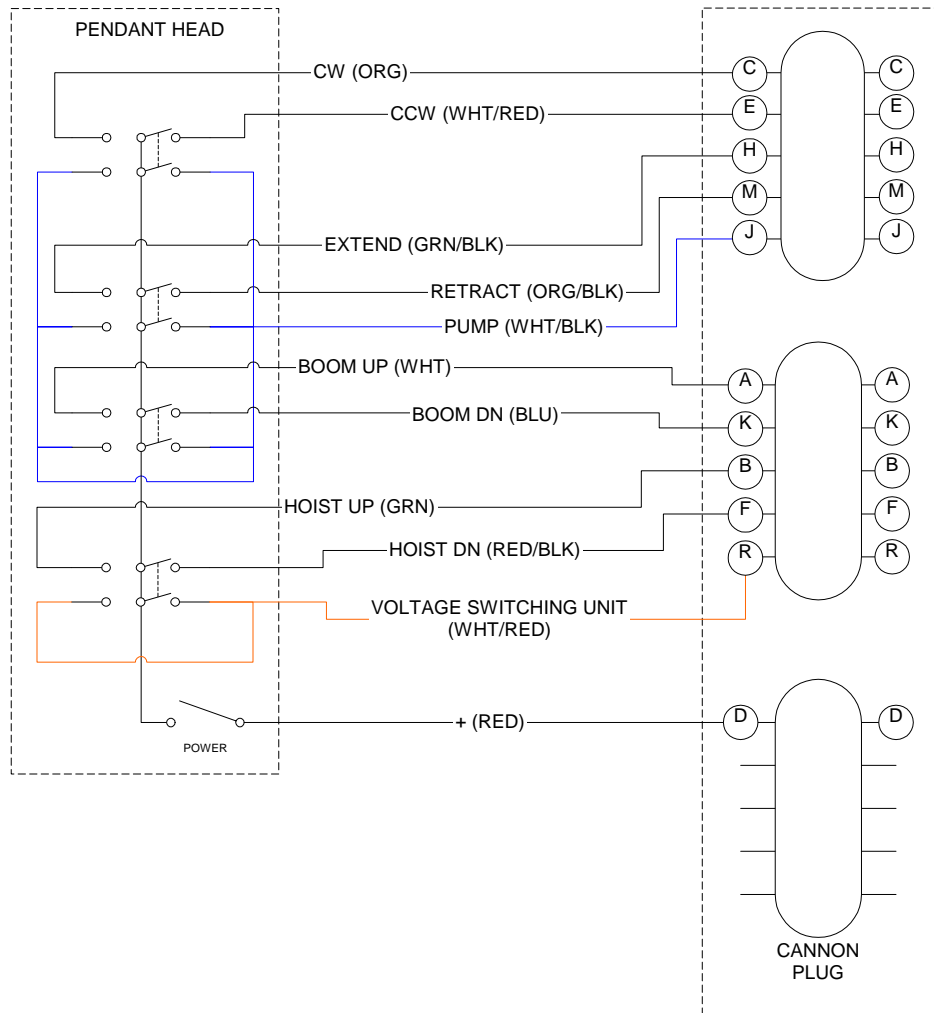 PENDANT HEAD
CW (ORG)
C
C
CCW (WHT/RED)
E
E
H
H
M
M
EXTEND (GRN/BLK)
J
J
RETRACT (ORG/BLK)
PUMP (WHT/BLK)
BOOM UP (WHT)
A
A
BOOM DN (BLU)
K
K
B
B
HOIST UP (GRN)
F
F
HOIST DN (RED/BLK)
R
R
VOLTAGE SWITCHING UNIT
(WHT/RED)
+ (RED)
D
D
POWER
CANNON
PLUG